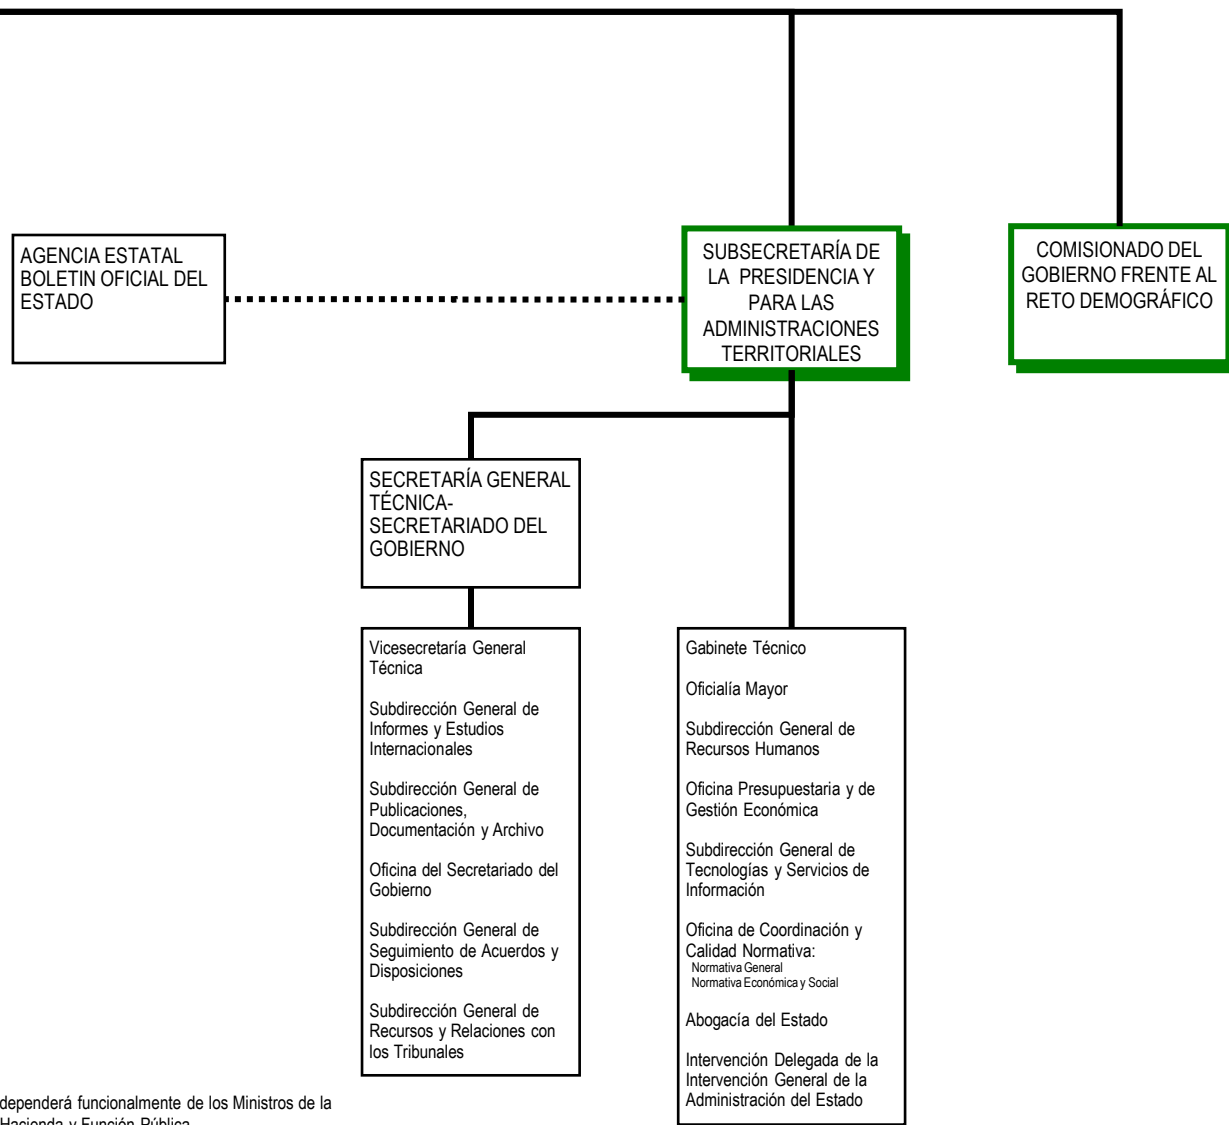 AGENCIA ESTATAL
BOLETIN OFICIAL DEL
ESTADO
SUBSECRETARÍA DE
LA PRESIDENCIA Y
PARA LAS
ADMINISTRACIONES
TERRITORIALES
COMISIONADO DEL
GOBIERNO FRENTE AL
RETO DEMOGRÁFICO
SECRETARÍA GENERAL
TÉCNICA-
SECRETARIADO DEL
GOBIERNO
Vicesecretaría General
Técnica
Subdirección General de
Informes y Estudios
Internacionales
Subdirección General de
Publicaciones,
Documentación y Archivo
Oficina del Secretariado del
Gobierno
Subdirección General de
Seguimiento de Acuerdos y
Disposiciones
Subdirección General de
Recursos y Relaciones con
los Tribunales
Gabinete Técnico
Oficialía Mayor
Subdirección General de
Recursos Humanos
Oficina Presupuestaria y de
Gestión Económica
Subdirección General de
Tecnologías y Servicios de
Información
Oficina de Coordinación y
Calidad Normativa:
Normativa General
Normativa Económica y Social
Abogacía del Estado
Intervención Delegada de la
Intervención General de la
Administración del Estado
dependerá funcionalmente de los Ministros de la
Hacienda y Función Pública